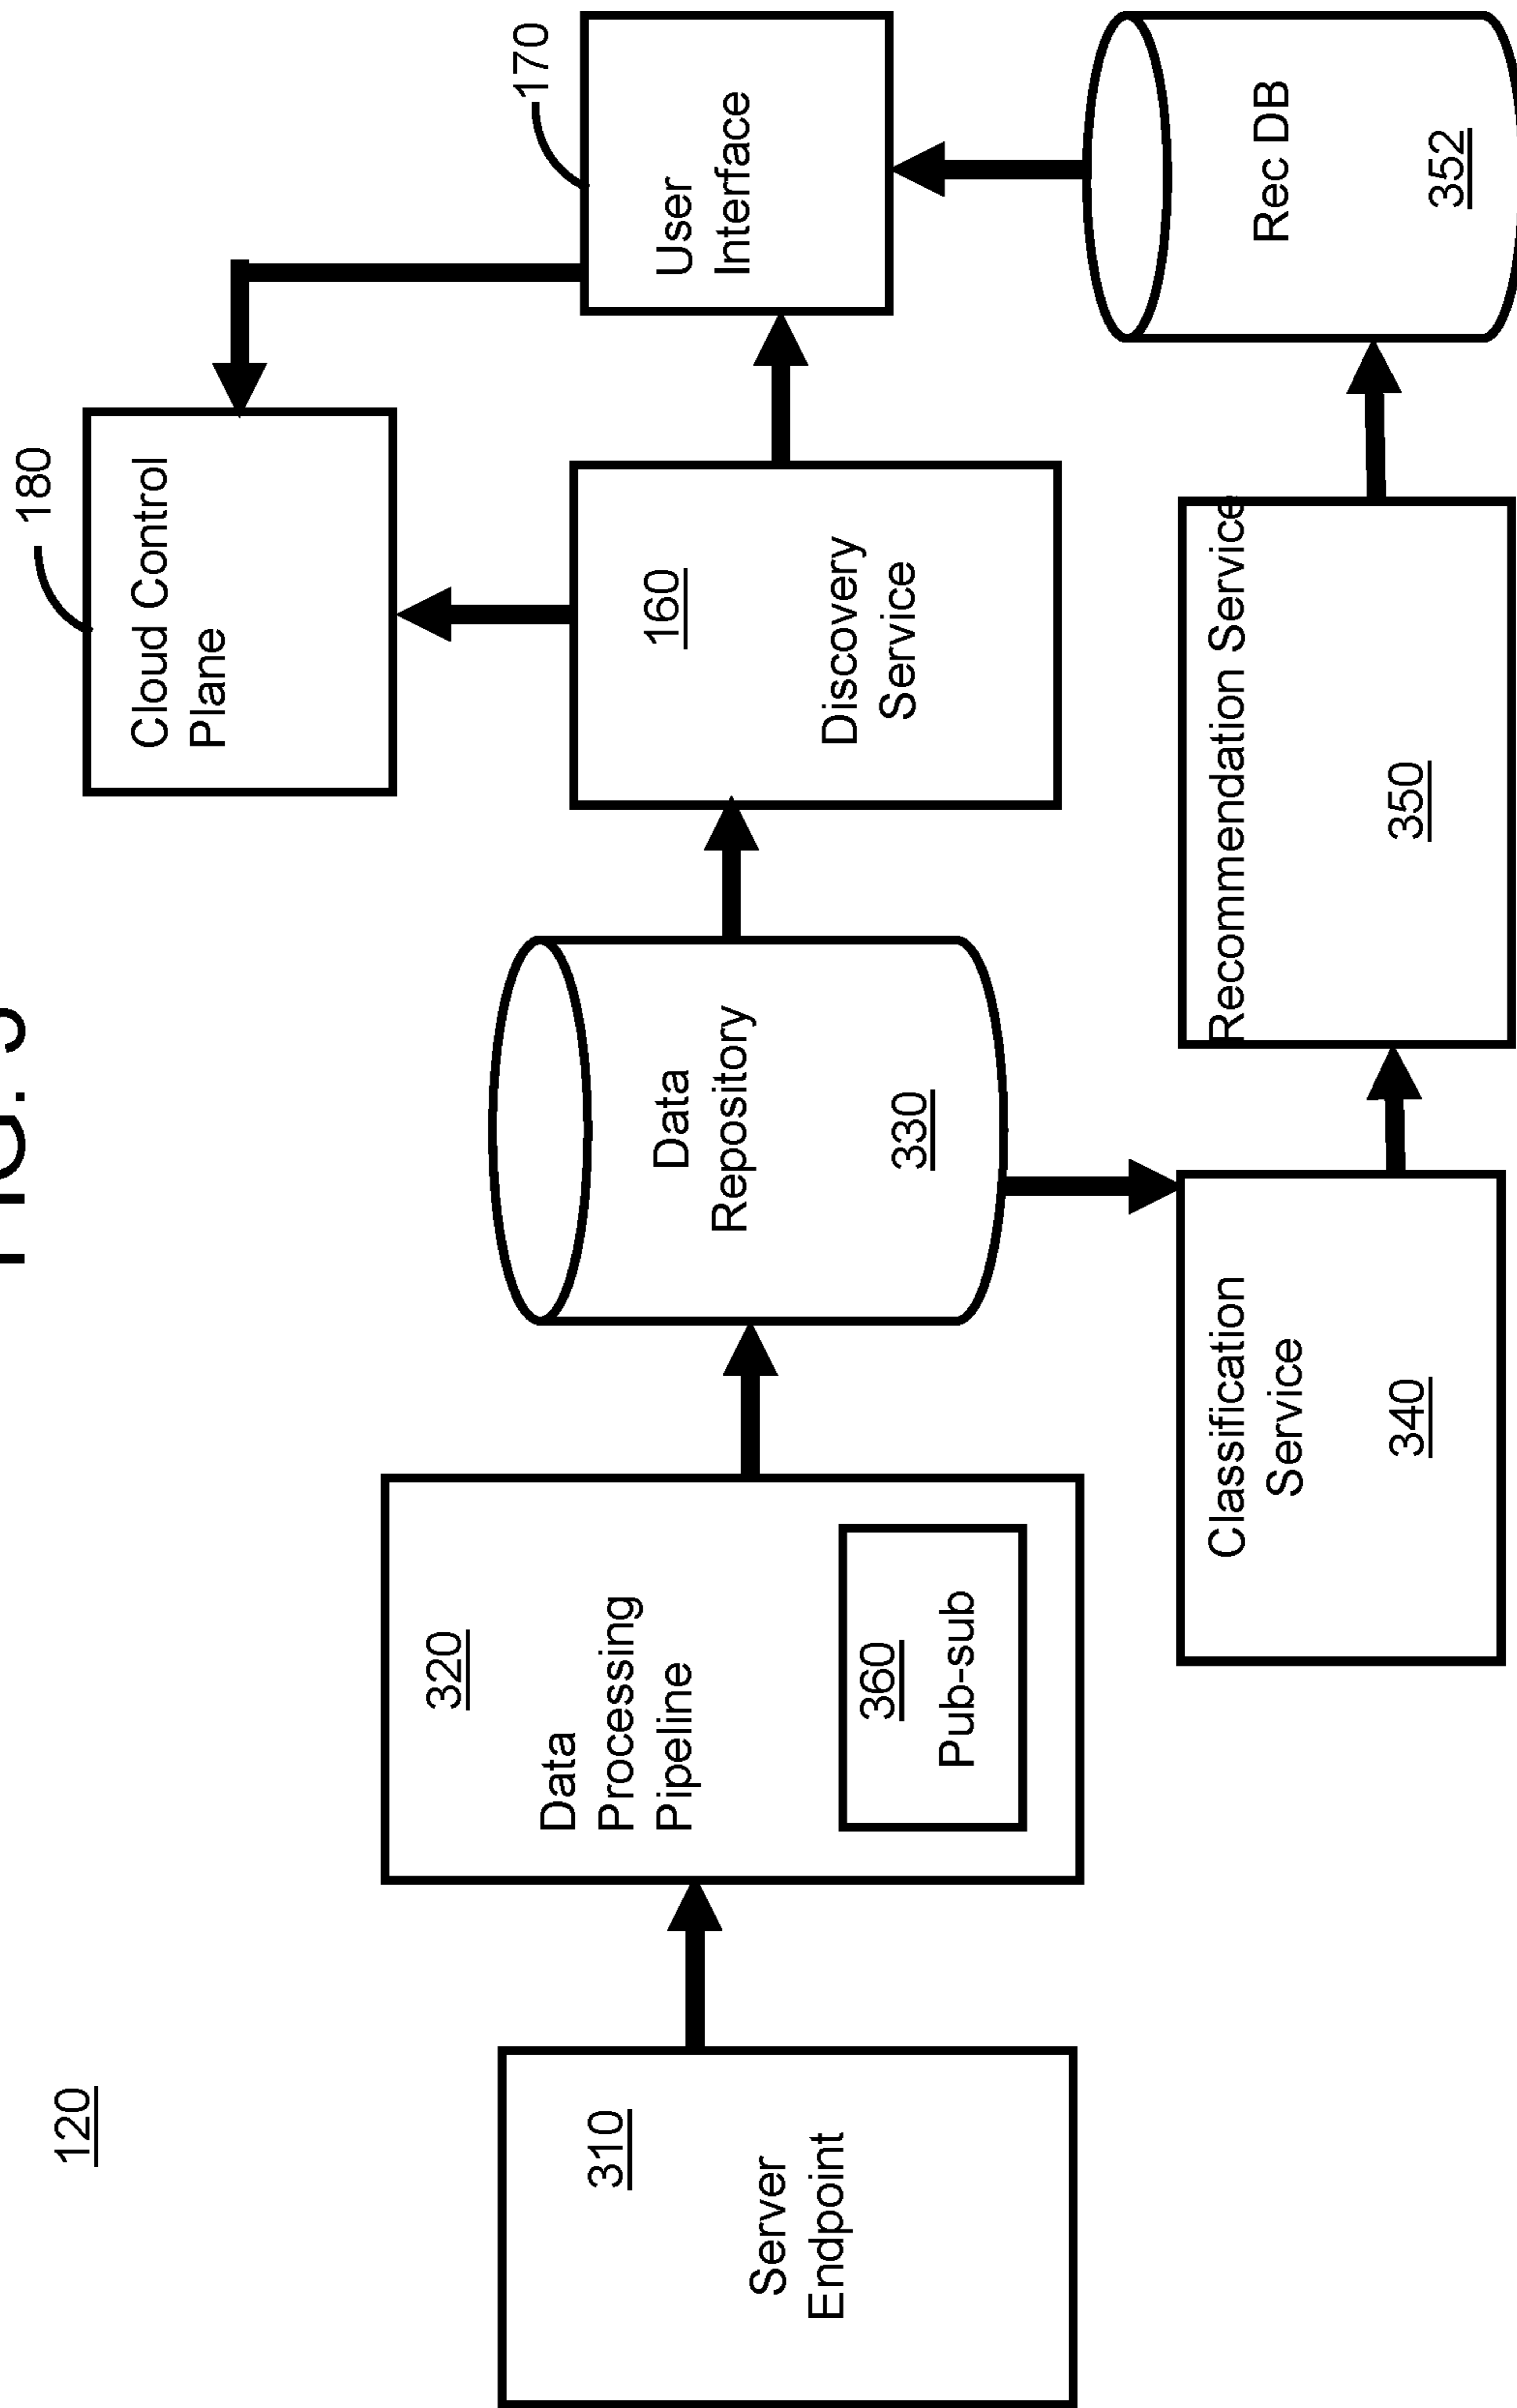 FIG. 3
120
180
Cloud Control
Plane
170
User
Interface
310
Server
Endpoint
320
Data
Processing
Pipeline
360
Pub-sub
Data
Repository
330
160
Discovery
Service
Classification
Service
340
Recommendation Service
350
Rec DB
352